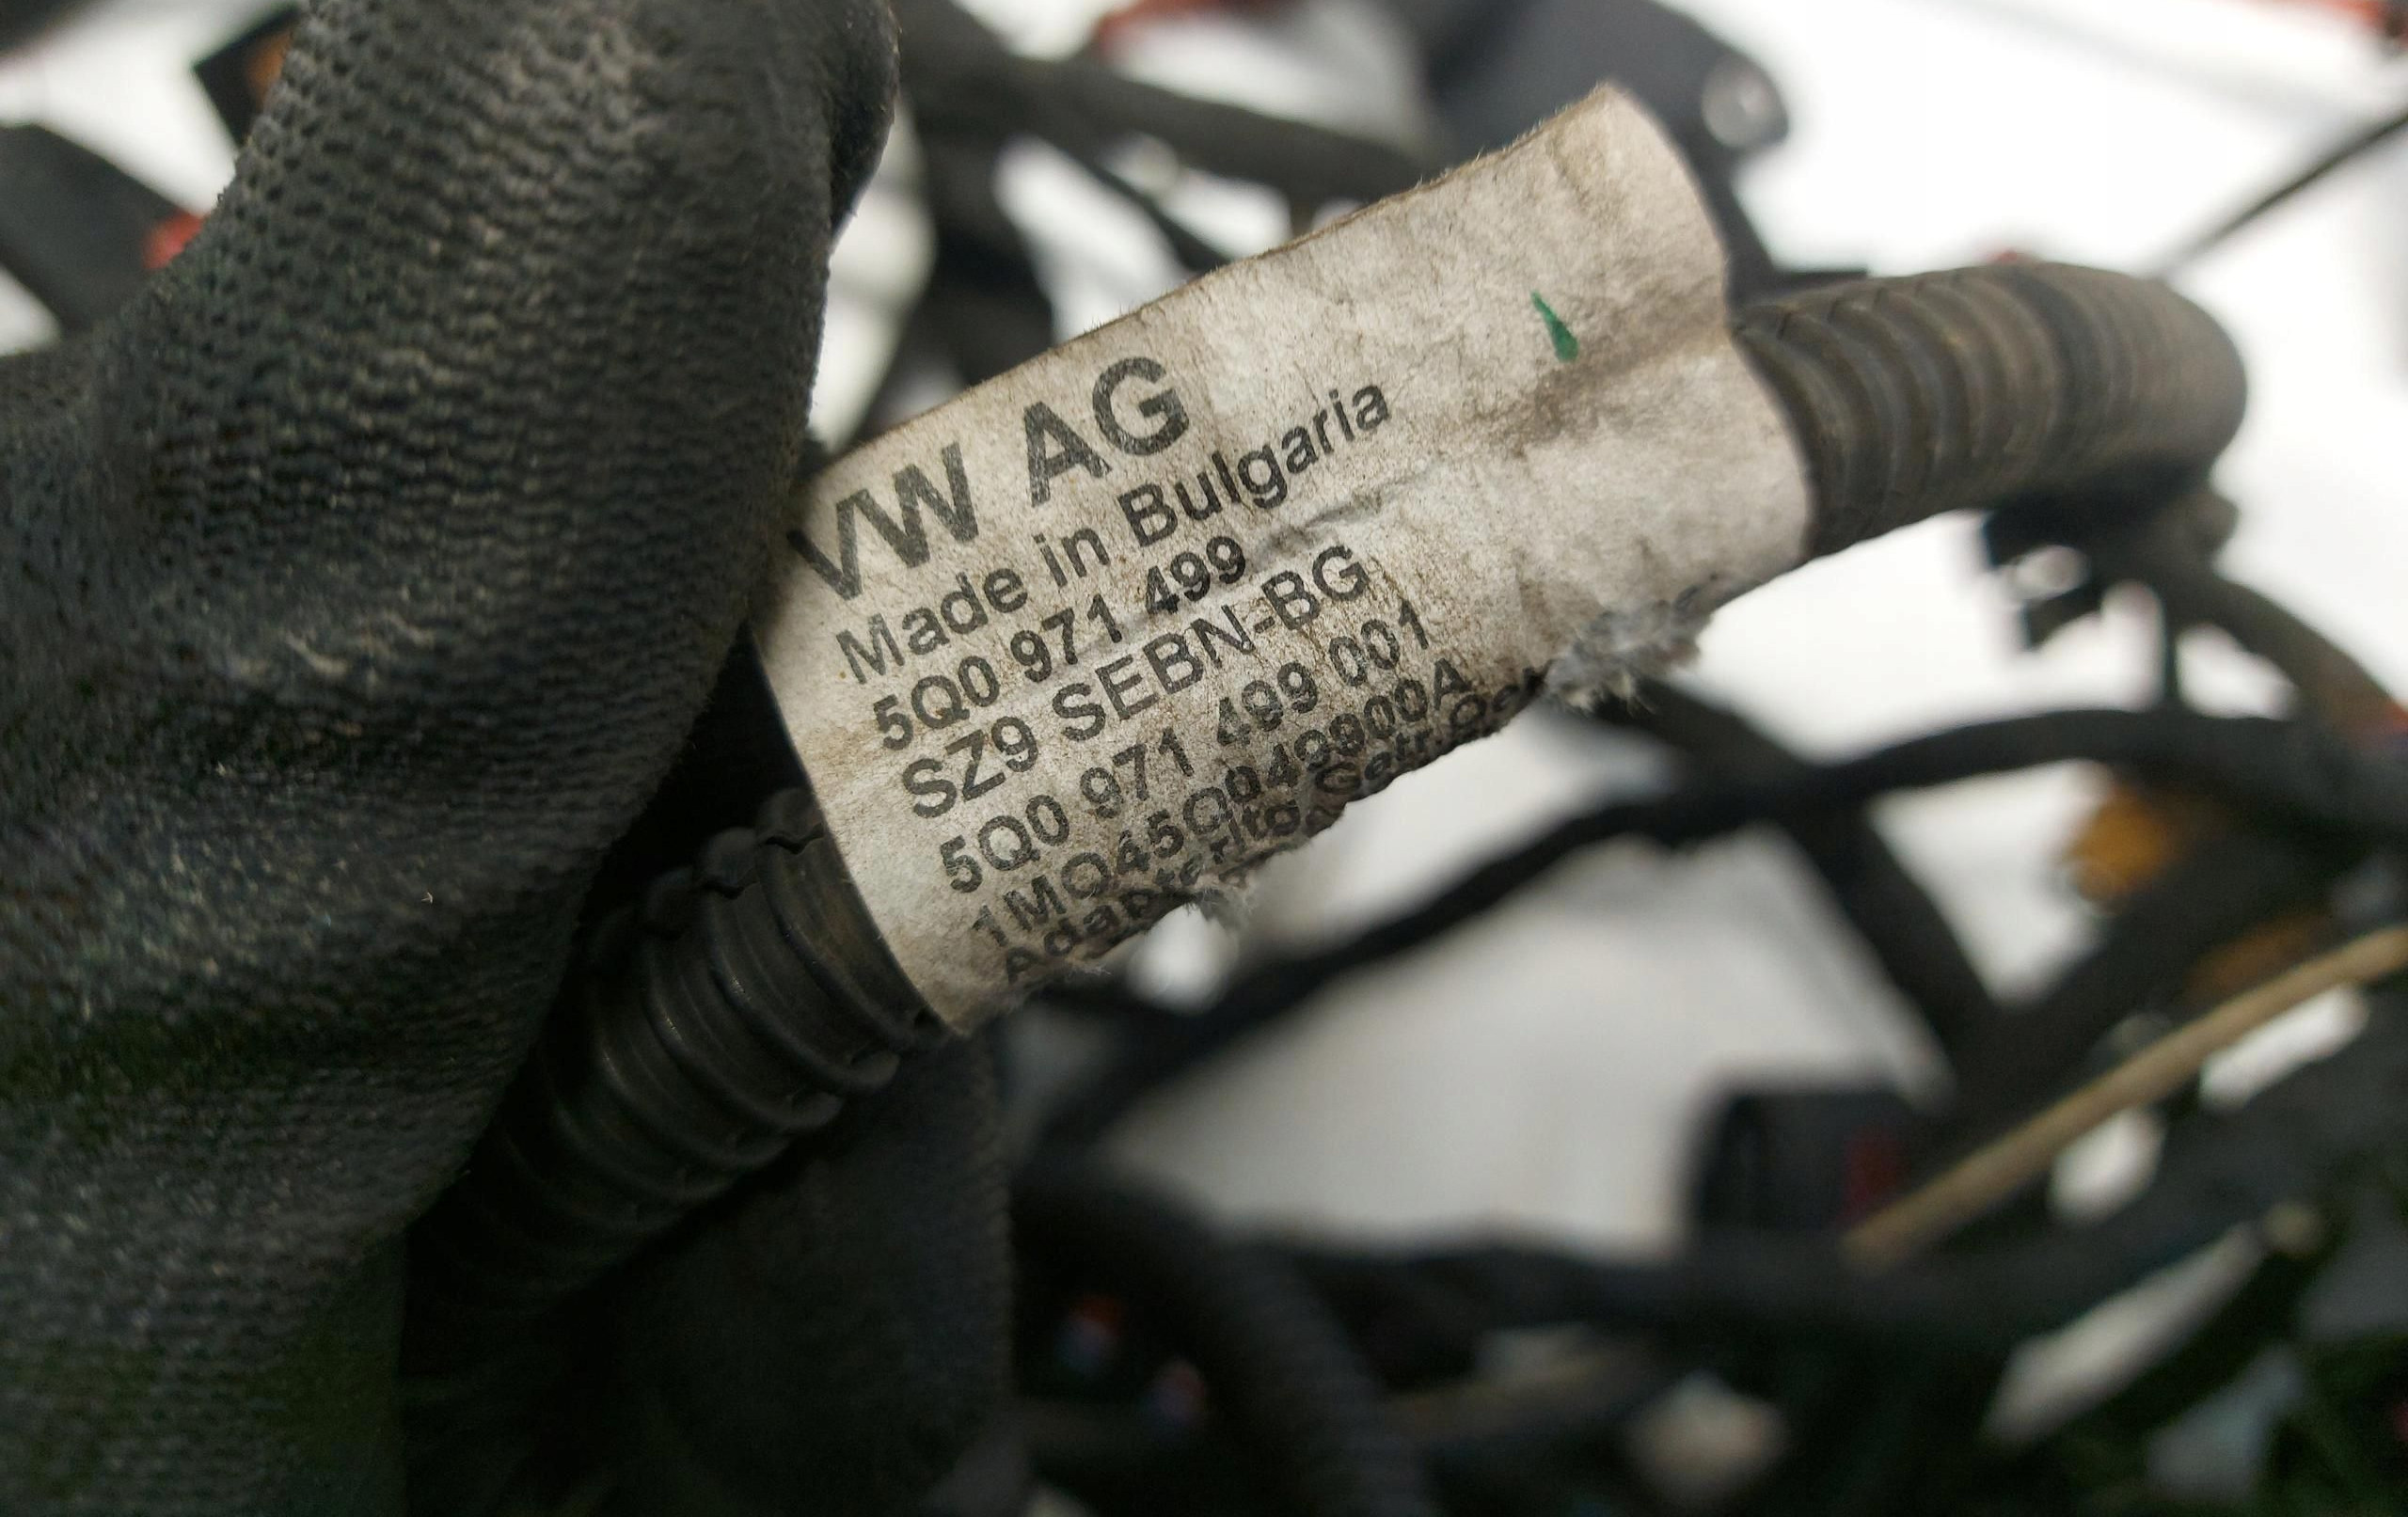 VW AG
Made in Bulgaria
5Q0 971 499
SZ9 SEBN-BG
5Q0 971 499 001